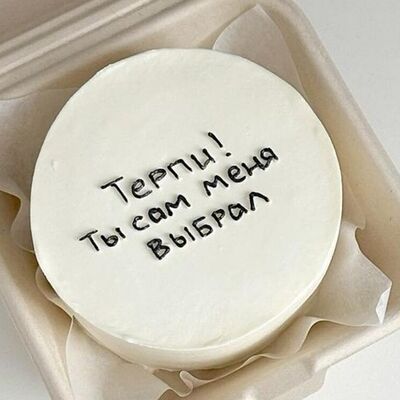 Терпи!
Ты сам меня
выбрал